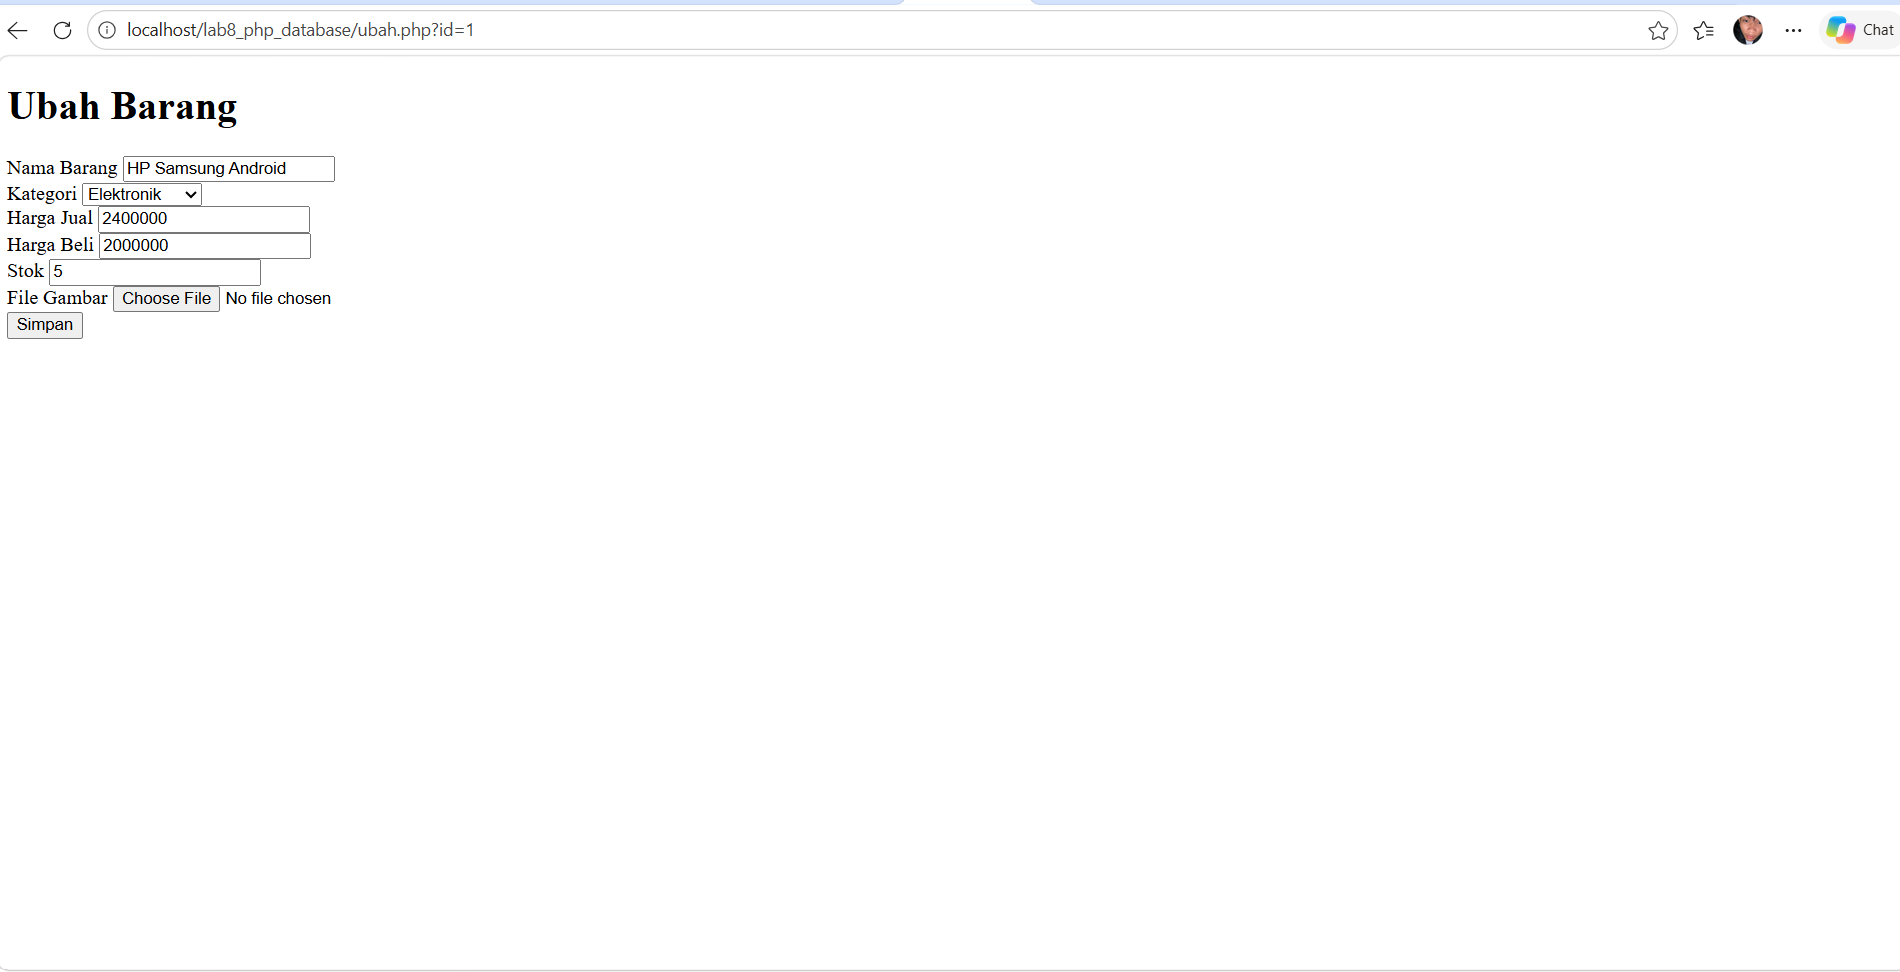 localhost/lab8_php_database/ubah.php?id=1
Chat
Ubah Barang
Nama Barang HP Samsung Android
Kategori Elektronik
Harga Jual 2400000
Harga Beli 2000000
Stok 5
File Gambar Choose File No file chosen
Simpan